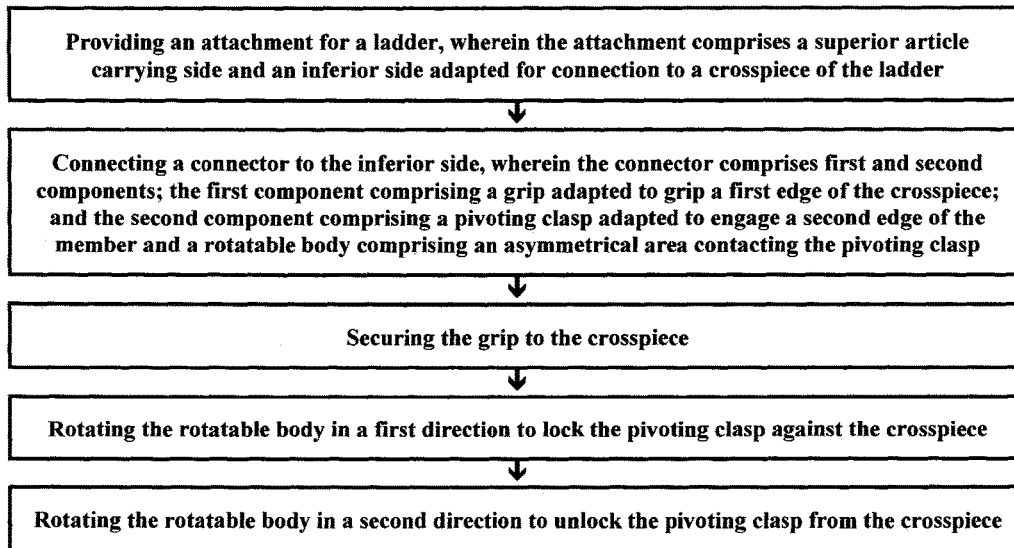 Providing an attachment for a ladder, wherein the attachment comprises a superior article
carrying side and an inferior side adapted for connection to a crosspiece of the ladder
Connecting a connector to the inferior side, wherein the connector comprises first and second
components; the first component comprising a grip adapted to grip a first edge of the crosspiece;
and the second component comprising a pivoting clasp adapted to engage a second edge of the
member and a rotatable body comprising an asymmetrical area contacting the pivoting clasp
Securing the grip to the crosspiece
Rotating the rotatable body in a first direction to lock the pivoting clasp against the crosspiece
Rotating the rotatable body in a second direction to unlock the pivoting clasp from the crosspiece